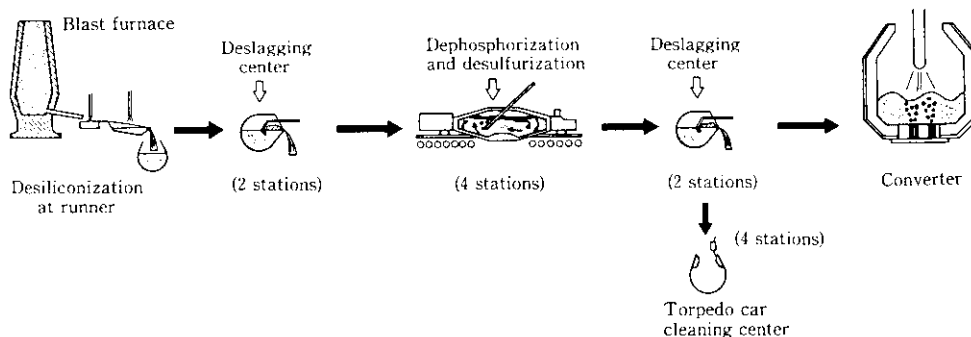 Blast furnace
Desiliconization
at runner
Deslagging
center
(2 stations)
Dephosphorization
and desulfurization
(4 stations)
Deslagging
center
(2 stations)
Converter
(4 stations)
Torpedo car
cleaning center